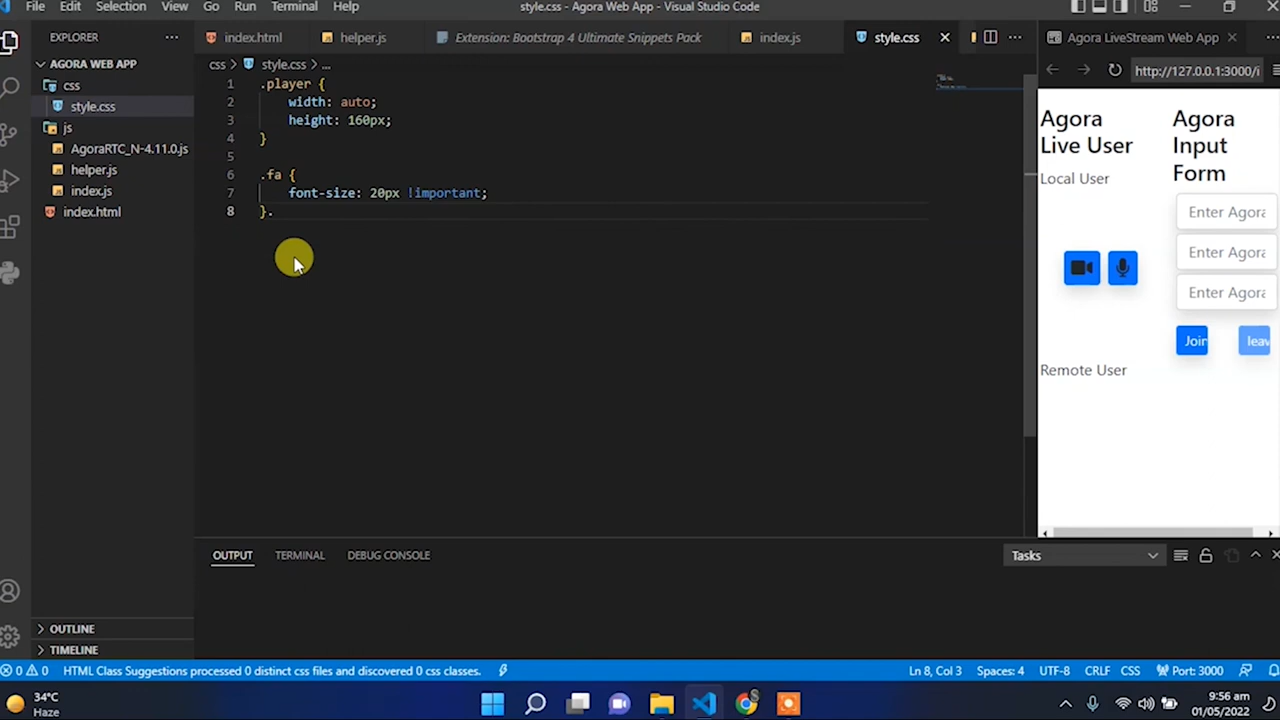 File Edit Selection View Go Run Terminal Help
style.css - Agora Web App - Visual Studio Code
EXPLORER
index.html
helper.js
Extension: Bootstrap 4 Ultimate Snippets Pack
index.js
style.css
Agora LiveStream Web App
AGORA WEB APP
css
style.css
js
AgoraRTC_N-4.11.0.js
helper.js
index.js
index.html
css > style.css > ...
1 .player {
2 width: auto;
3 height: 160px;
4 }
5
6 .fa {
7 font-size: 20px !important;
8 }.
http://127.0.0.1:3000/i
Agora
Live User
Local User
Remote User
Agora
Input
Form
Enter Agora
Enter Agora
Enter Agora
Join
leav
OUTPUT TERMINAL DEBUG CONSOLE
Tasks
OUTLINE
TIMELINE
0 0 HTML Class Suggestions processed 0 distinct css files and discovered 0 css classes.
Ln 8, Col 3 Spaces: 4 UTF-8 CRLF CSS Port: 3000
34°C
Haze
9:56 am
01/05/2022